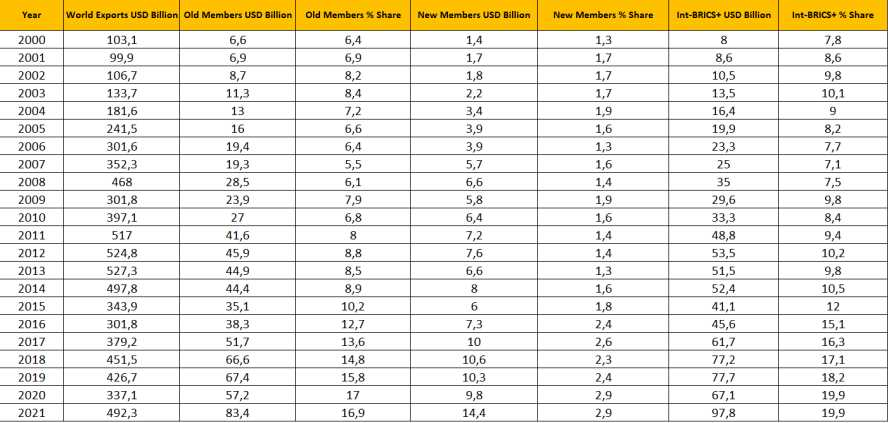 Year World Exports USD Billion Old Members USD Billion Old Members % Share New Members USD Billion New Members % Share Int-BRICS+ USD Billion Int-BRICS+ % Share
2000 103,1 6,6 6,4 1,4 1,3 8 7,8
2001 99,9 6,9 6,9 1,7 1,7 8,6 8,6
2002 106,7 8,7 8,2 1,8 1,7 10,5 9,8
2003 133,7 11,3 8,4 2,2 1,7 13,5 10,1
2004 181,6 13 7,2 3,4 1,9 16,4 9
2005 241,5 16 6,6 3,9 1,6 19,9 8,2
2006 301,6 19,4 6,4 3,9 1,3 23,3 7,7
2007 352,3 19,3 5,5 5,7 1,6 25 7,1
2008 468 28,5 6,1 6,6 1,4 35 7,5
2009 301,8 23,9 7,9 5,8 1,9 29,6 9,8
2010 397,1 27 6,8 6,4 1,6 33,3 8,4
2011 517 41,6 8 7,2 1,4 48,8 9,4
2012 524,8 45,9 8,8 7,6 1,4 53,5 10,2
2013 527,3 44,9 8,5 6,6 1,3 51,5 9,8
2014 497,8 44,4 8,9 8 1,6 52,4 10,5
2015 343,9 35,1 10,2 6 1,8 41,1 12
2016 301,8 38,3 12,7 7,3 2,4 45,6 15,1
2017 379,2 51,7 13,6 10 2,6 61,7 16,3
2018 451,5 66,6 14,8 10,6 2,3 77,2 17,1
2019 426,7 67,4 15,8 10,3 2,4 77,7 18,2
2020 337,1 57,2 17 9,8 2,9 67,1 19,9
2021 492,3 83,4 16,9 14,4 2,9 97,8 19,9